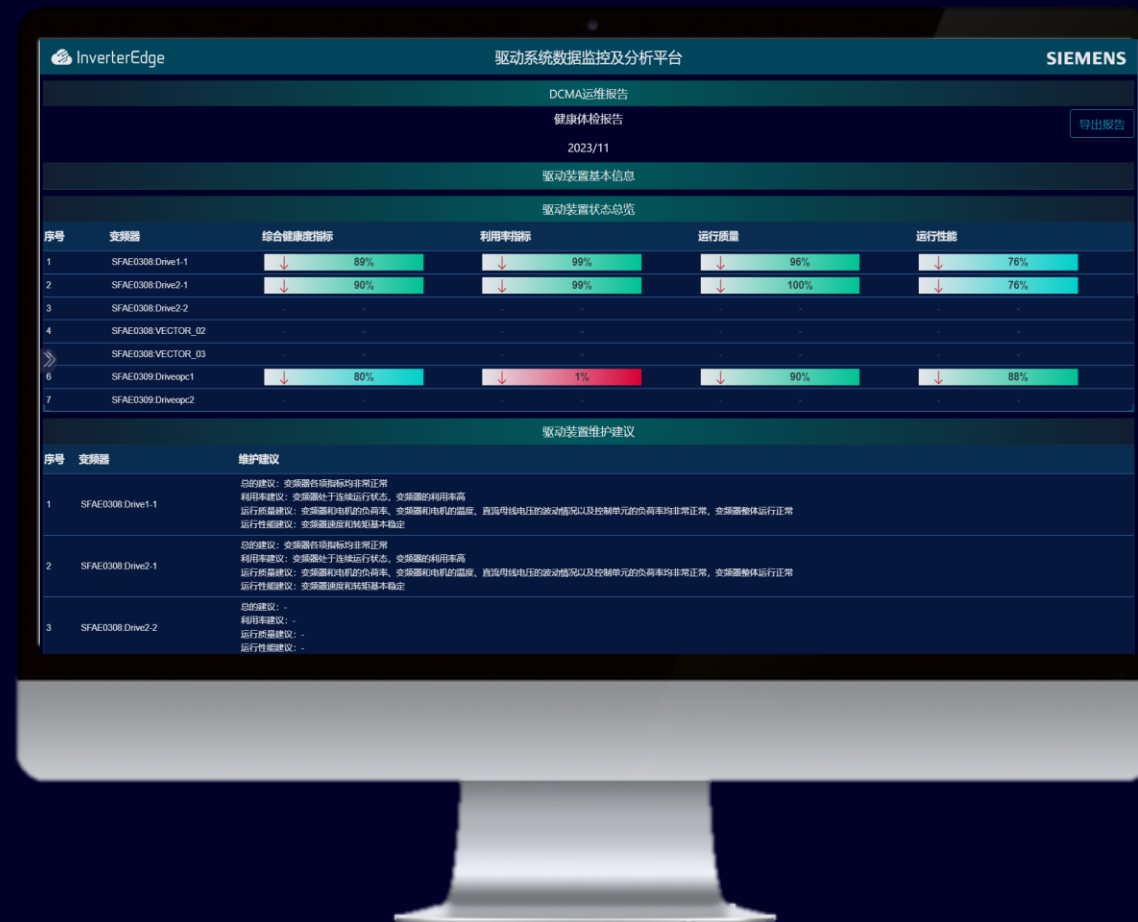 InverterEdge 驱动系统数据监控及分析平台 SIEMENS
DCMA运维报告
健康体检报告
导出报告
2023/11
驱动装置基本信息
驱动装置状态总览
序号 变频器 综合健康度指标 利用率指标 运行质量 运行性能
1 SFAE0308:Drive1-1 ↓ 89% ↓ 99% ↓ 96% ↓ 76%
2 SFAE0308:Drive2-1 ↓ 90% ↓ 99% ↓ 100% ↓ 76%
3 SFAE0308:Drive2-2 - - - - - - - -
4 SFAE0308:VECTOR_02 - - - - - - - -
SFAE0308:VECTOR_03 - - - - - - - -
6 SFAE0309:Driveopc1 ↓ 80% ↓ 1% ↓ 90% ↓ 88%
7 SFAE0309:Driveopc2 - - - - - - - -
驱动装置维护建议
序号 变频器 维护建议
1 SFAE0308:Drive1-1
总的建议：变频器各项指标均非常正常
利用率建议：变频器处于连续运行状态，变频器的利用率高
运行质量建议：变频器和电机的负荷率、变频器和电机的温度、直流母线电压的波动情况以及控制单元的负荷率均非常正常，变频器整体运行正常
运行性能建议：变频器速度和转矩基本稳定
2 SFAE0308:Drive2-1
总的建议：变频器各项指标均非常正常
利用率建议：变频器处于连续运行状态，变频器的利用率高
运行质量建议：变频器和电机的负荷率、变频器和电机的温度、直流母线电压的波动情况以及控制单元的负荷率均非常正常，变频器整体运行正常
运行性能建议：变频器速度和转矩基本稳定
3 SFAE0308:Drive2-2
总的建议：-
利用率建议：-
运行质量建议：-
运行性能建议：-